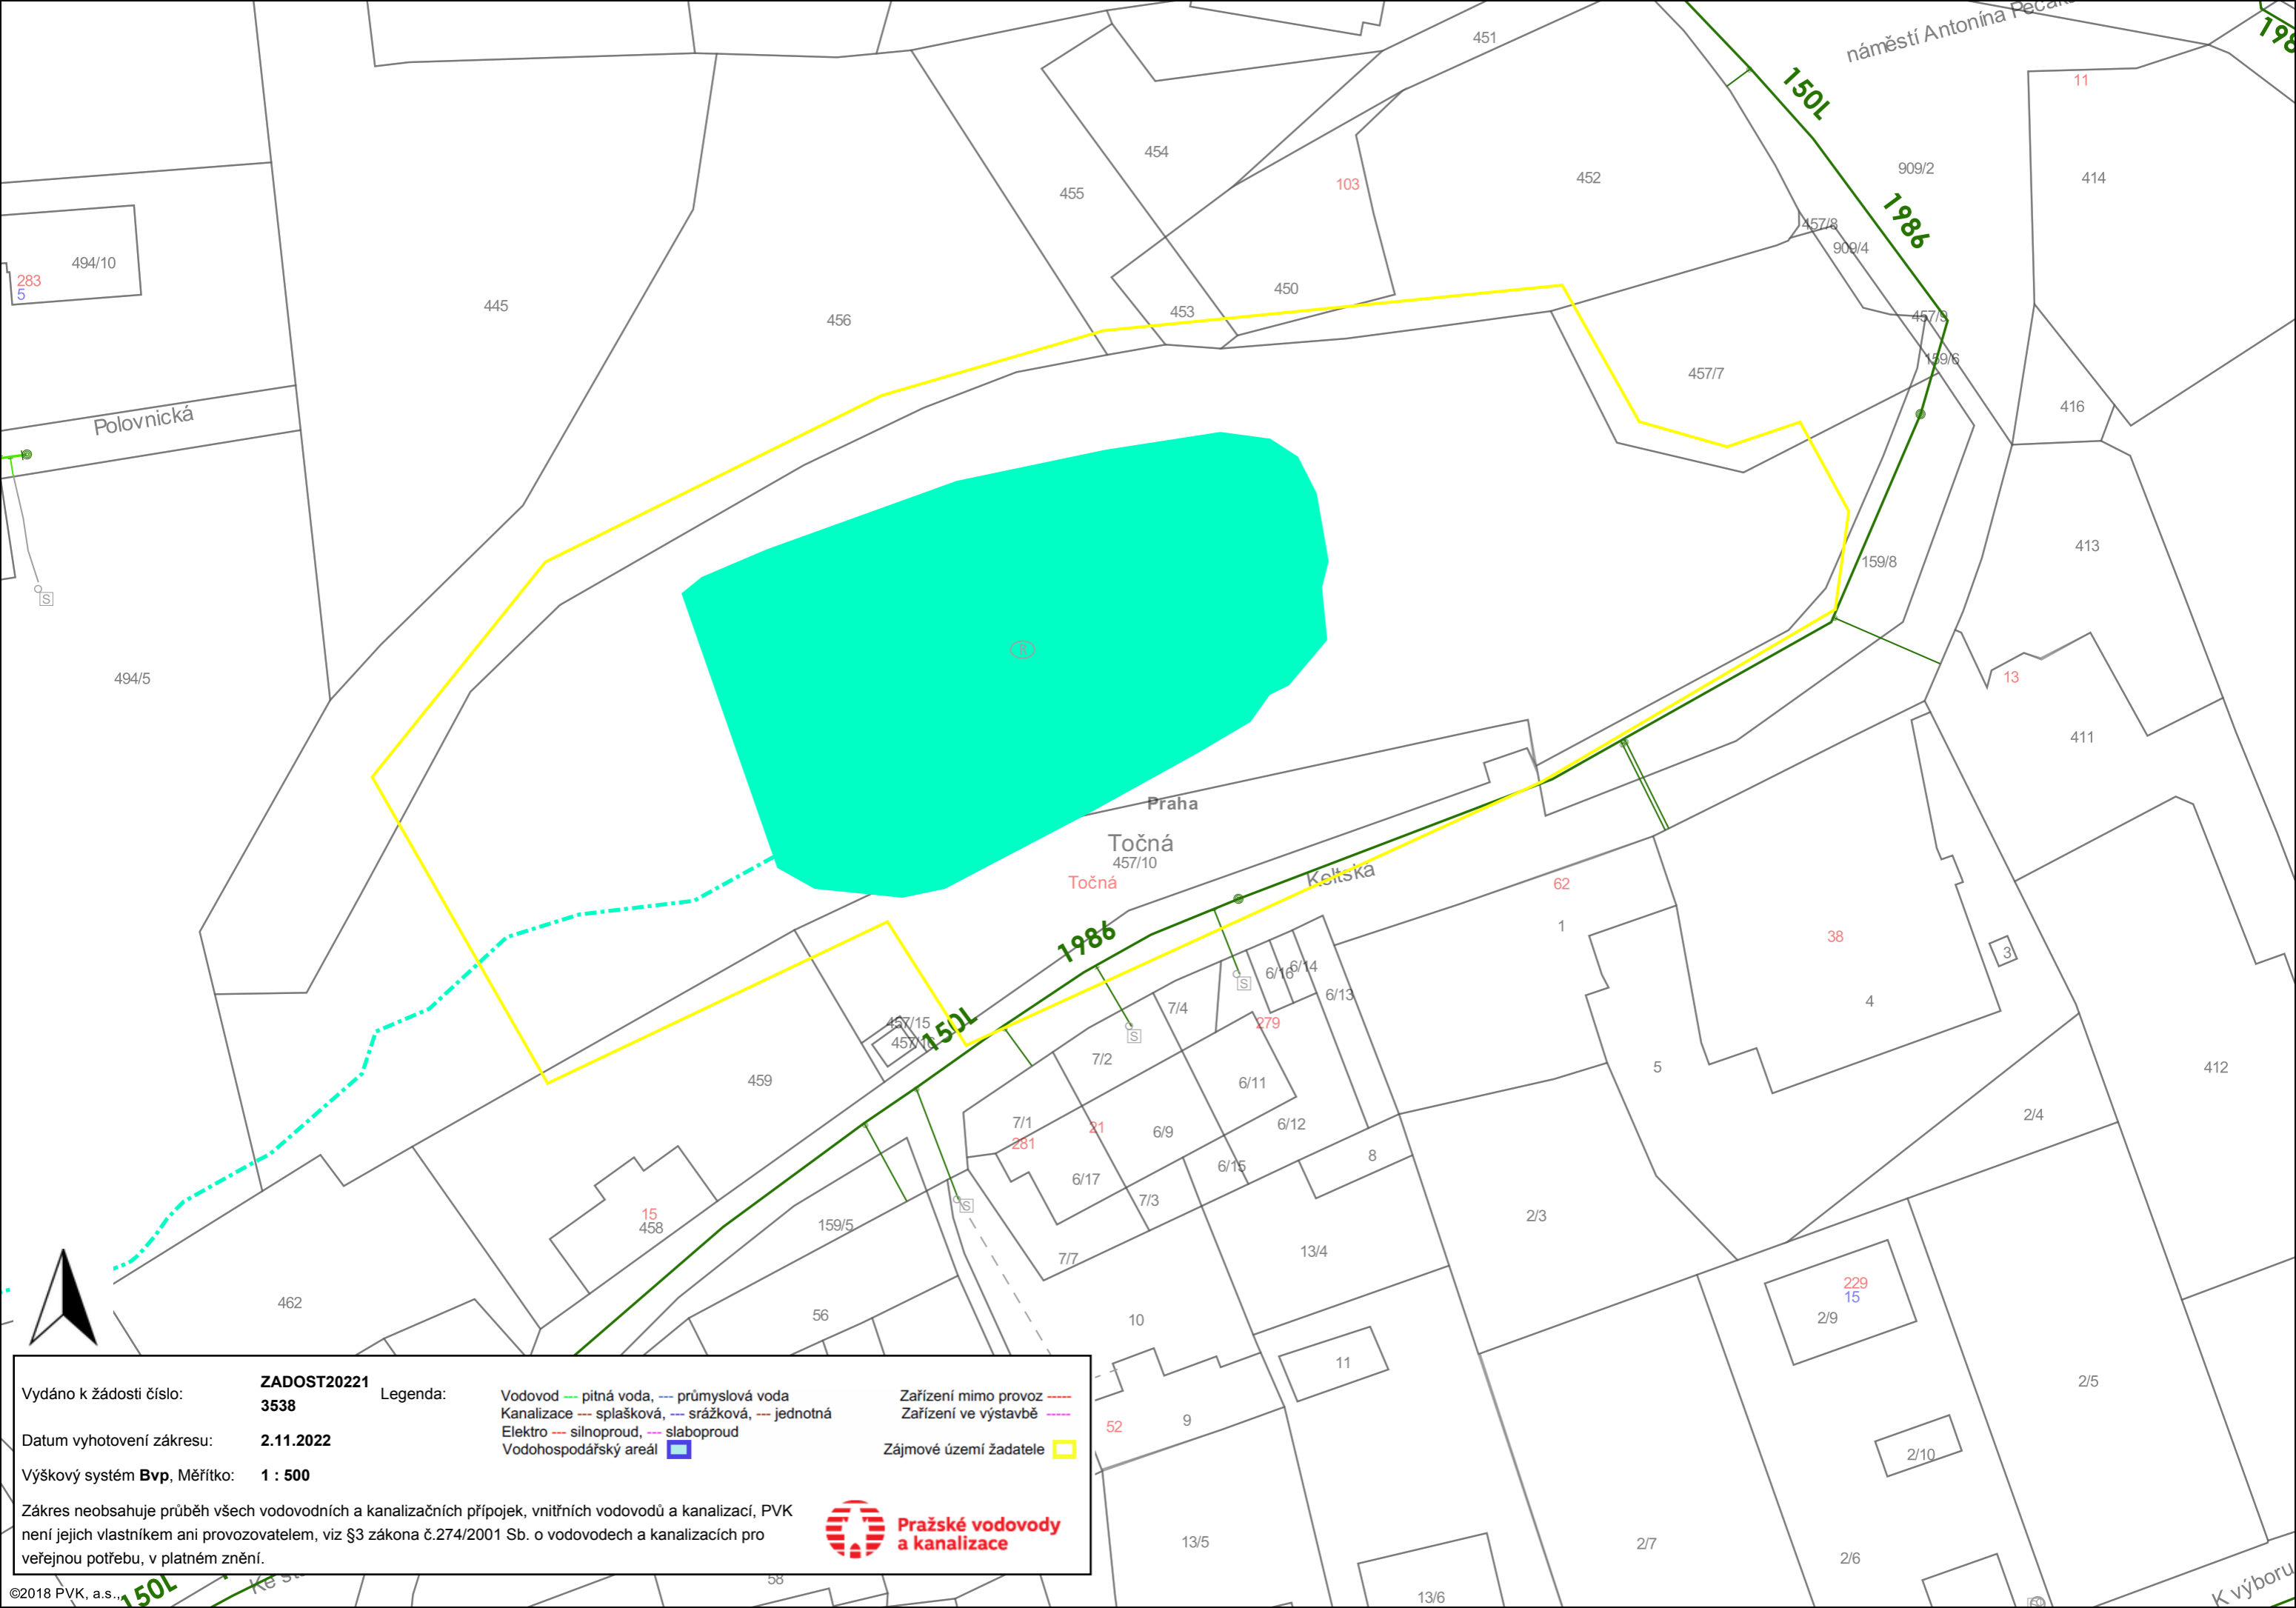 náměstí Antonína
198
451
11
150L
454
455
103
452
909/2
414
1986
457/8
909/4
494/10
283
5
445
456
450
453
457/9
159/6
457/7
416
Polovnická
413
159/8
S
R
494/5
13
411
Praha
Točná
457/10
Točná
Keltská
62
1
38
3
4
1986
6/16
6/14
S
6/13
7/4
279
457/15
150L
457/16
S
7/2
459
6/11
5
412
7/1
281
21
6/9
6/12
2/4
8
6/15
6/17
7/3
S
15
458
159/5
2/3
7/7
13/4
229
15
2/9
462
56
10
11
2/5
52
9
2/10
Vydáno k žádosti číslo:
ZADOST20221
3538
Legenda:
Vodovod --- pitná voda, --- průmyslová voda
Zařízení mimo provoz -----
Kanalizace --- splašková, --- srážková, --- jednotná
Zařízení ve výstavbě -----
Elektro --- silnoproud, --- slaboproud
Vodohospodářský areál
Zájmové území žadatele
Datum vyhotovení zákresu:
2.11.2022
Výškový systém Bvp, Měřítko:
1 : 500
Zákres neobsahuje průběh všech vodovodních a kanalizačních přípojek, vnitřních vodovodů a kanalizací, PVK
není jejich vlastníkem ani provozovatelem, viz §3 zákona č.274/2001 Sb. o vodovodech a kanalizacích pro
veřejnou potřebu, v platném znění.
Pražské vodovody
a kanalizace
13/5
2/7
2/6
58
13/6
K výboru
Ke
150L
©2018 PVK, a.s.,